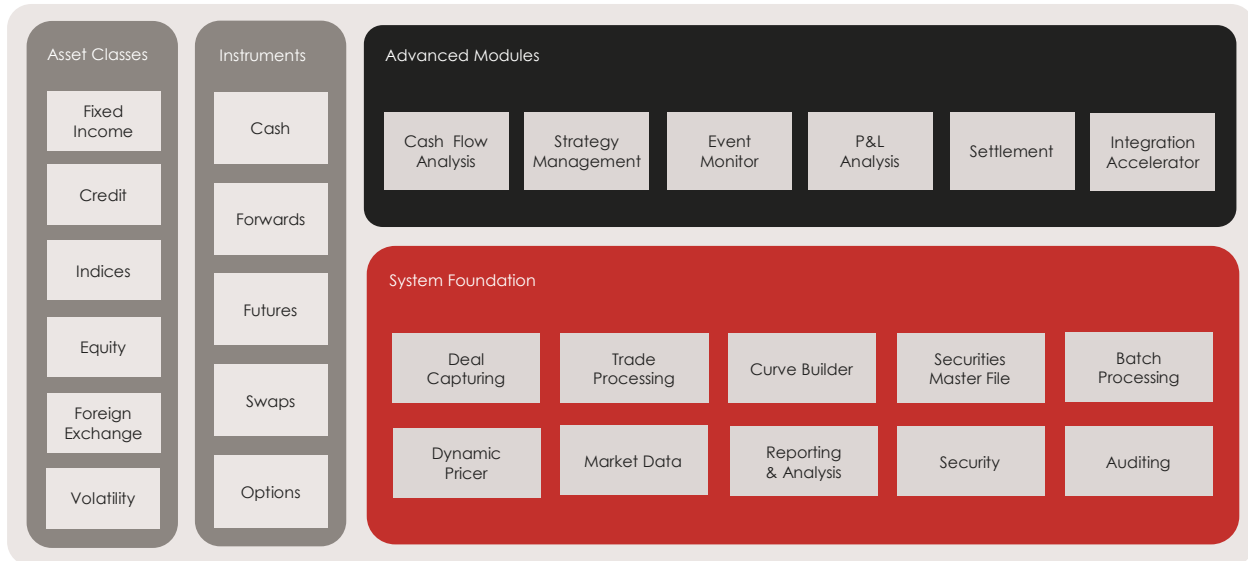 Asset Classes
Fixed
Income
Credit
Indices
Equity
Foreign
Exchange
Volatility
Instruments
Cash
Forwards
Futures
Swaps
Options
Advanced Modules
Cash Flow
Analysis
Strategy
Management
Event
Monitor
P&L
Analysis
Settlement
Integration
Accelerator
System Foundation
Deal
Capturing
Trade
Processing
Curve Builder
Securities
Master File
Batch
Processing
Dynamic
Pricer
Market Data
Reporting
& Analysis
Security
Auditing